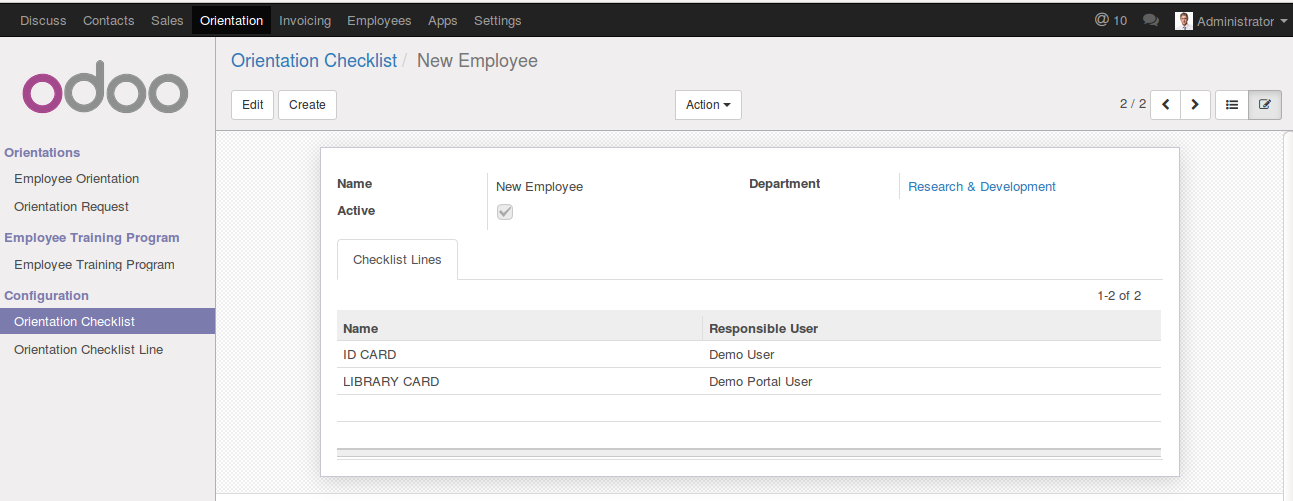 Discuss Contacts Sales Orientation Invoicing Employees Apps Settings @ 10 Administrator
odoo
Orientation Checklist / New Employee
Edit Create Action 2 / 2
Orientations
Employee Orientation
Orientation Request
Employee Training Program
Employee Training Program
Configuration
Orientation Checklist
Orientation Checklist Line
Name New Employee Department Research & Development
Active
Checklist Lines
1-2 of 2
Name Responsible User
ID CARD Demo User
LIBRARY CARD Demo Portal User